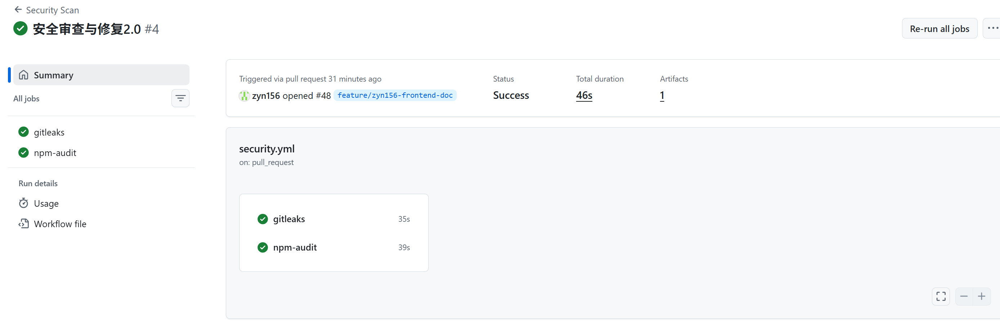 Security Scan
安全审查与修复2.0 #4
Re-run all jobs
Summary
All jobs
gitleaks
npm-audit
Run details
Usage
Workflow file
Triggered via pull request 31 minutes ago
zyn156 opened #48 feature/zyn156-frontend-doc
Status
Success
Total duration
46s
Artifacts
1
security.yml
on: pull_request
gitleaks 35s
npm-audit 39s